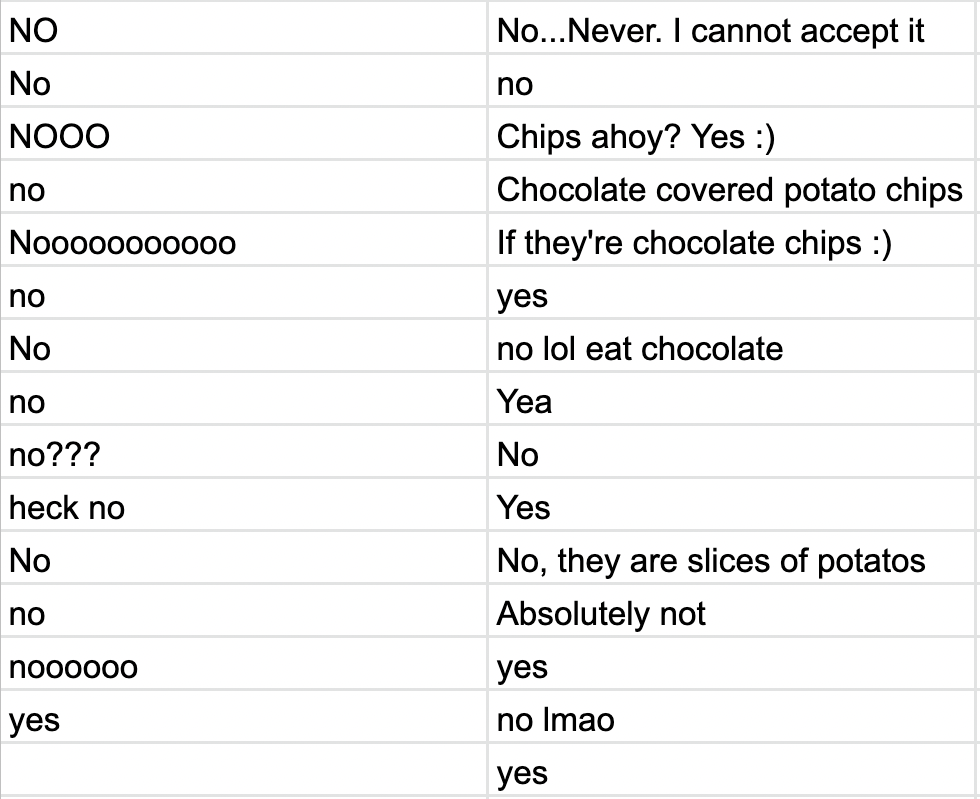 NO
No...Never. I cannot accept it
No
no
NOOO
Chips ahoy? Yes :)
no
Chocolate covered potato chips
Nooooooooooo
If they're chocolate chips :)
no
yes
No
no lol eat chocolate
no
Yea
no???
No
heck no
Yes
No
No, they are slices of potatos
no
Absolutely not
noooooo
yes
yes
no lmao
yes